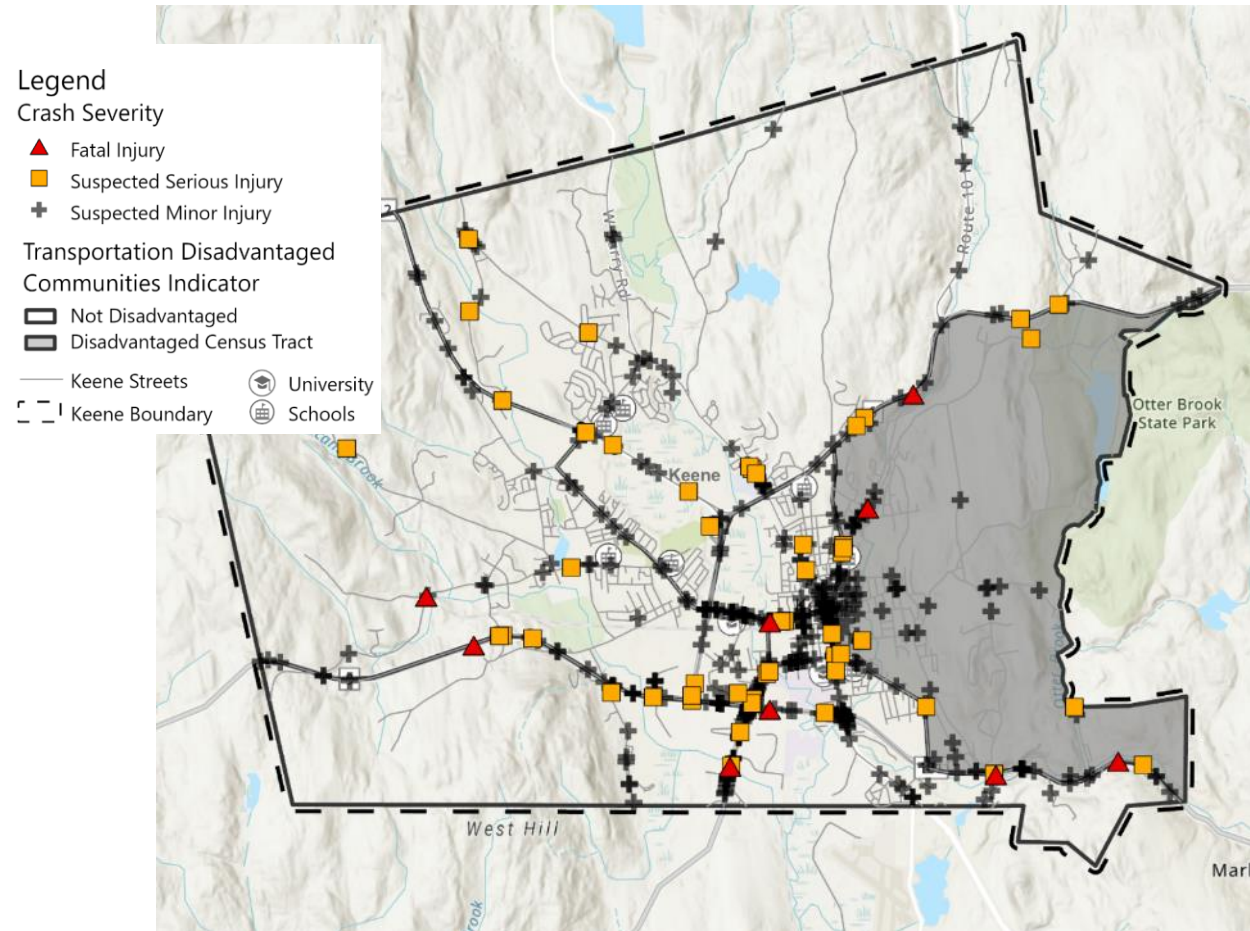 Legend
Crash Severity
Fatal Injury
Suspected Serious Injury
Suspected Minor Injury
Transportation Disadvantaged
Communities Indicator
Not Disadvantaged
Disadvantaged Census Tract
Keene Streets
University
Keene Boundary
Schools
Route 10
Otter Brook
State Park
Brook
Keene
West Hill